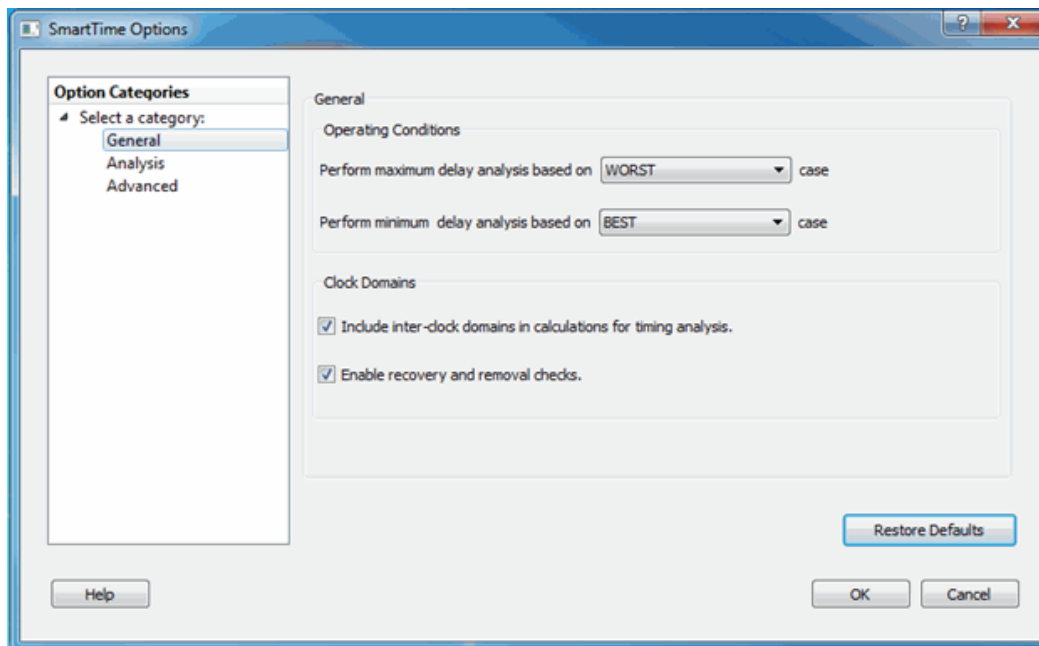 SmartTime Options
Option Categories
Select a category:
General
Analysis
Advanced
General
Operating Conditions
Perform maximum delay analysis based on WORST case
Perform minimum delay analysis based on BEST case
Clock Domains
Include inter-clock domains in calculations for timing analysis.
Enable recovery and removal checks.
Restore Defaults
Help OK Cancel